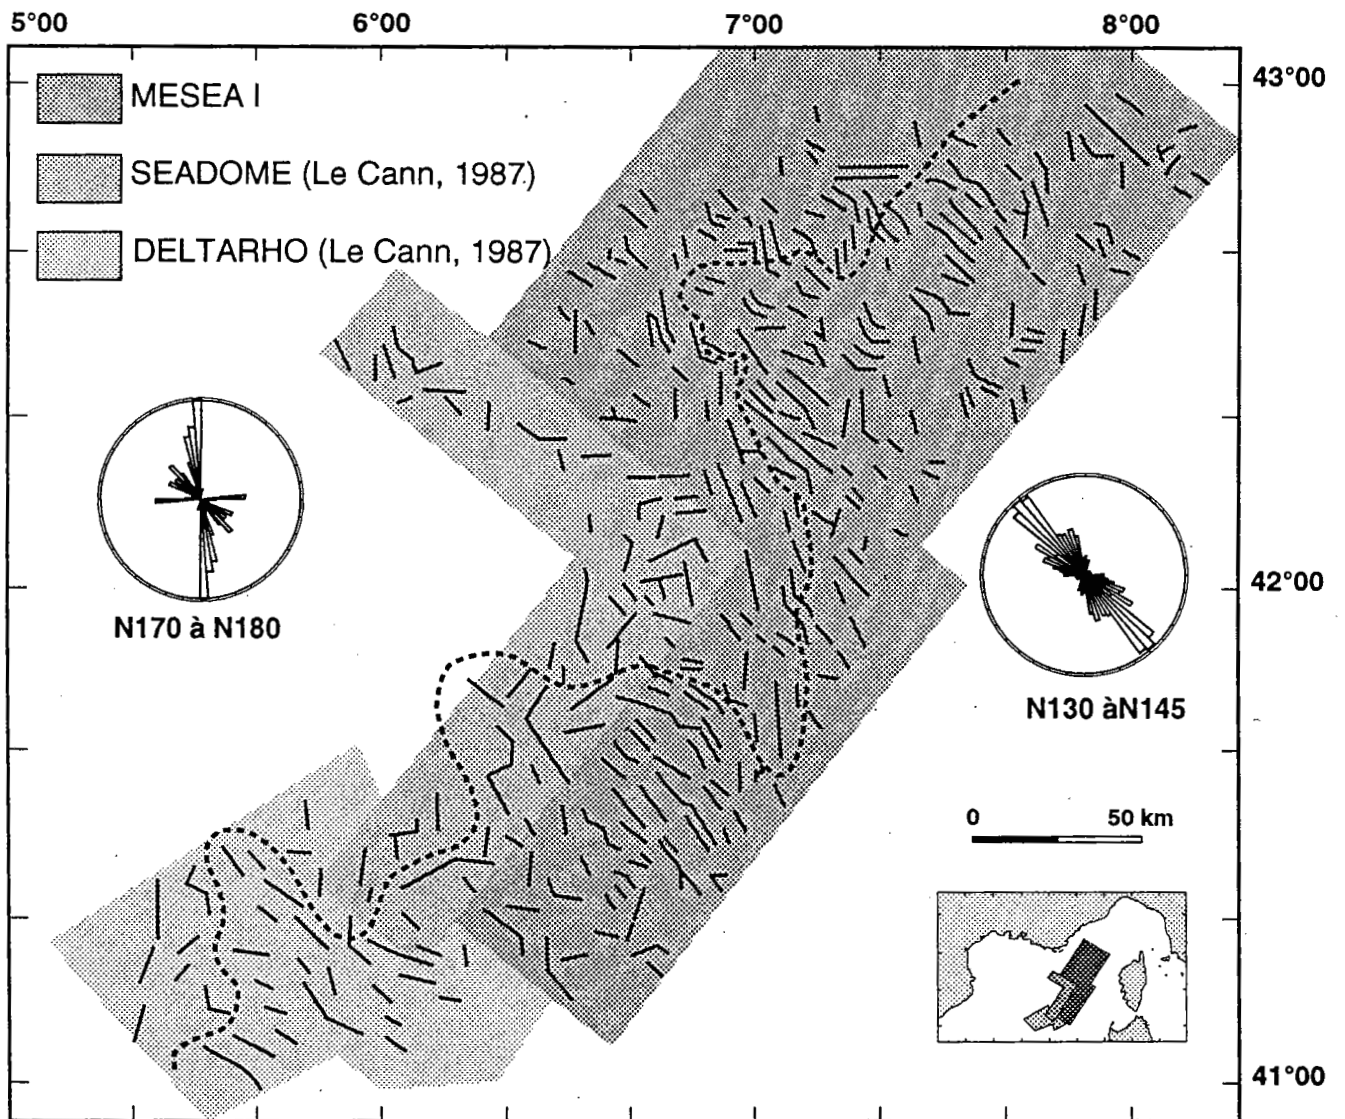 5°00 6°00 7°00 8°00
43°00
MESEA I
SEADOME (Le Cann, 1987)
DELTARHO (Le Cann, 1987)
42°00
N170 à N180
N130 àN145
0 50 km
41°00